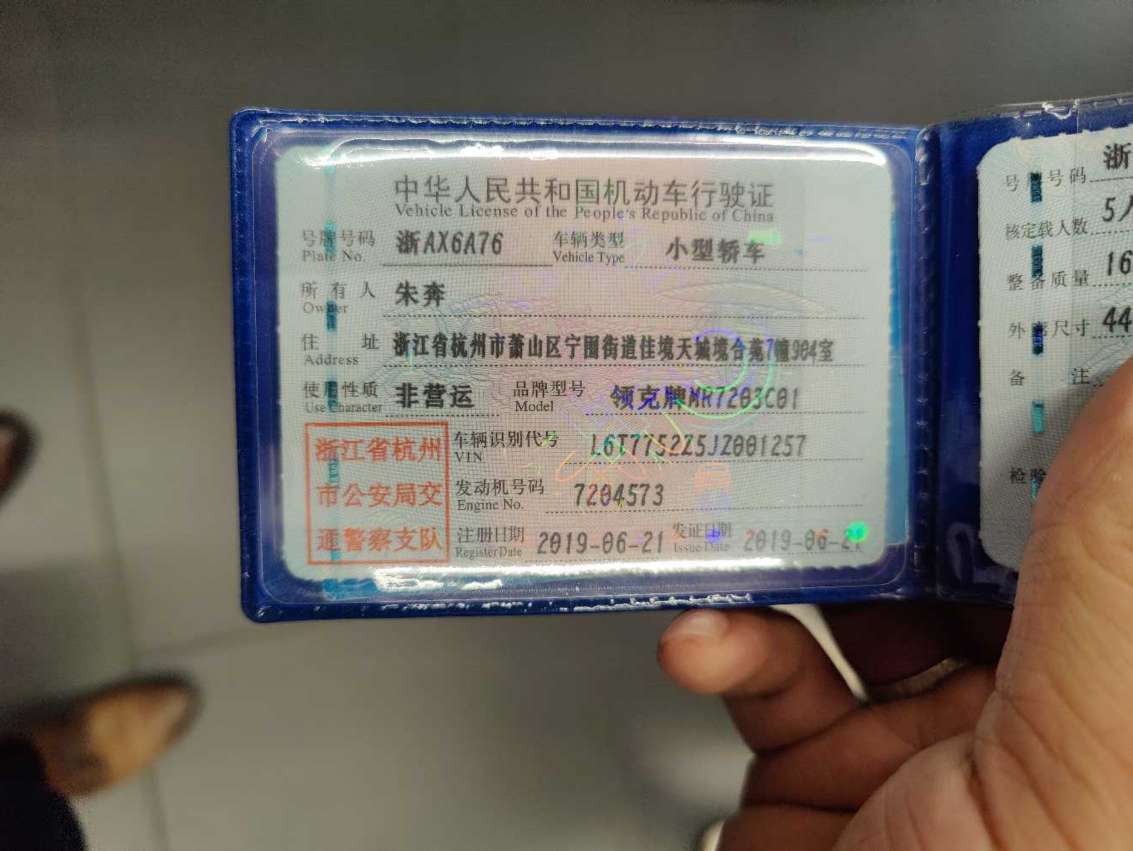 中华人民共和国机动车行驶证
Vehicle License of the People's Republic of China
号牌号码 浙AX6A76 车辆类型 小型轿车
Plate No. Vehicle Type
所有人 朱奔
Owner
住址 浙江省杭州市萧山区宁围街道佳境天城境合苑7幢904室
Address
使用性质 非营运 品牌型号 领克牌MR7203C01
Use Character Model
浙江省杭州
市公安局交
通警察支队
车辆识别代号 L6T7752Z5JZ001257
VIN
发动机号码 7204573
Engine No.
注册日期 2019-06-21 发证日期 2019-06-21
Register Date Issue Date
号牌号码 浙
核定载人数 5人
整备质量 16
外廓尺寸 44
备注
检验